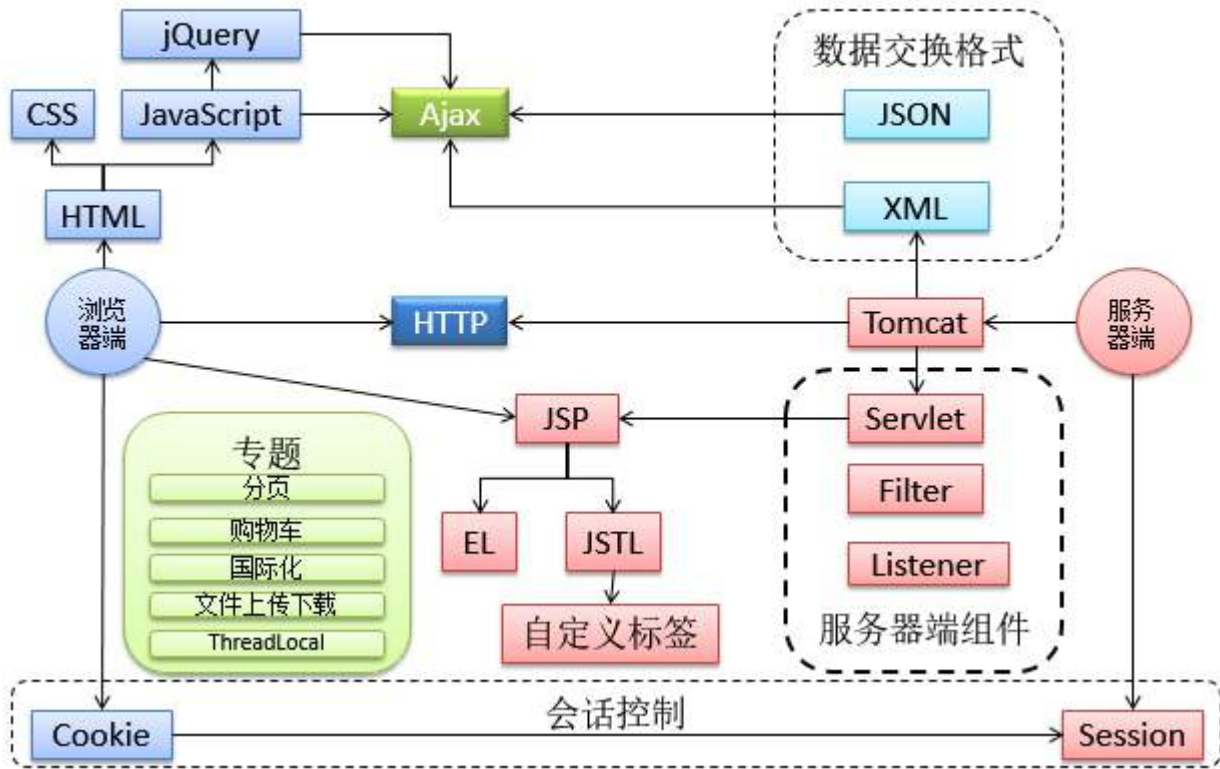 jQuery
数据交换格式
CSS
JavaScript
Ajax
JSON
HTML
XML
浏览
器端
HTTP
Tomcat
服务
器端
JSP
Servlet
专题
分页
购物车
国际化
文件上传下载
ThreadLocal
EL
JSTL
Filter
Listener
自定义标签
服务器端组件
会话控制
Cookie
Session